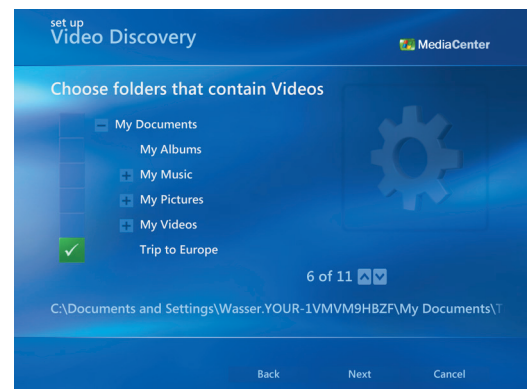 set up
Video Discovery
MediaCenter
Choose folders that contain Videos
My Documents
My Albums
My Music
My Pictures
My Videos
Trip to Europe
6 of 11
C:\Documents and Settings\Wasser.YOUR-1VMVM9HBZF\My Documents\T
Back Next Cancel